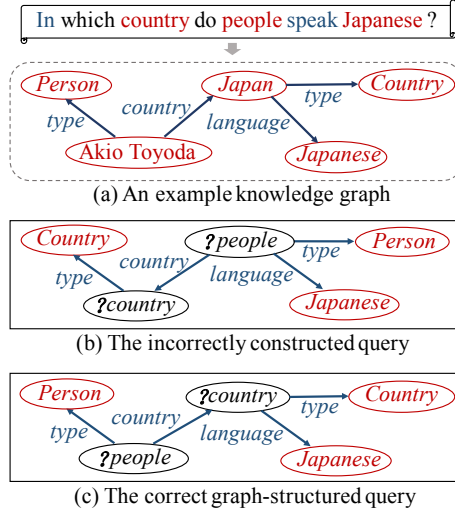 In which country do people speak Japanese ?
Person
Japan
Country
type
country
type
language
Akio Toyoda
Japanese
(a) An example knowledge graph
Country
?people
Person
type
country
type
language
?country
Japanese
(b) The incorrectly constructed query
Person
?country
Country
type
country
type
language
?people
Japanese
(c) The correct graph-structured query